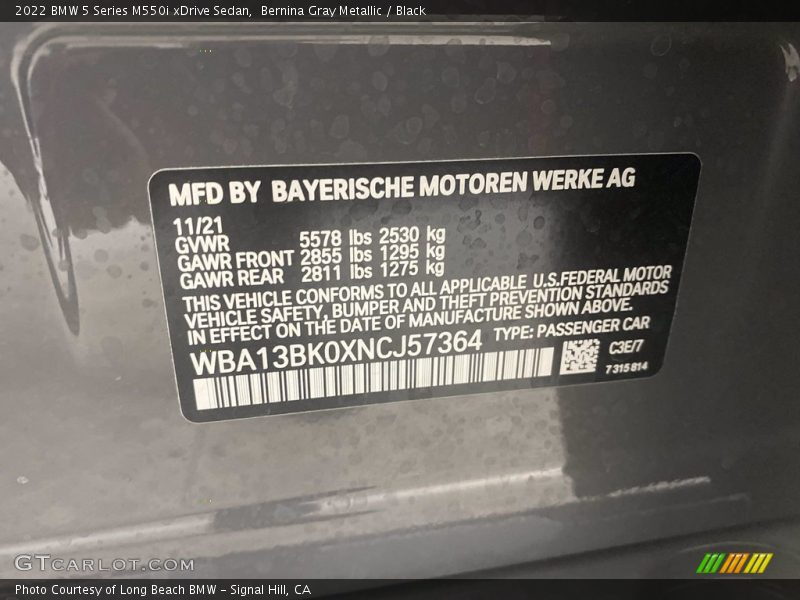 2022 BMW 5 Series M550i xDrive Sedan,  Bernina Gray Metallic / Black
MFD BY BAYERISCHE MOTOREN WERKE AG
11/21
GVWR 5578 lbs 2530 kg
GAWR FRONT 2855 lbs 1295 kg
GAWR REAR 2811 lbs 1275 kg
THIS VEHICLE CONFORMS TO ALL APPLICABLE U.S.FEDERAL MOTOR
VEHICLE SAFETY, BUMPER AND THEFT PREVENTION STANDARDS
IN EFFECT ON THE DATE OF MANUFACTURE SHOWN ABOVE.
WBA13BK0XNCJ57364 TYPE: PASSENGER CAR
C3E/7
7 315 814
GTCARLOT.COM
Photo Courtesy of Long Beach BMW – Signal Hill, CA